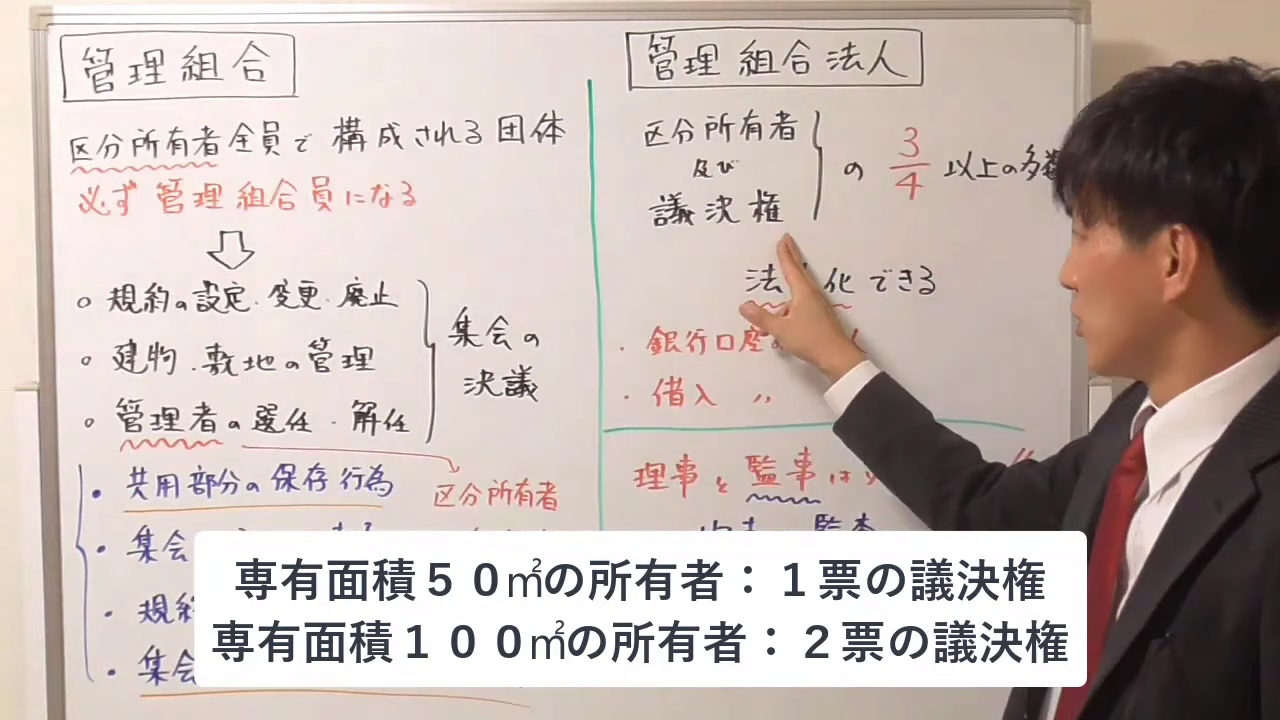 管理組合
区分所有者全員で構成される団体
必ず管理組合員になる
○ 規約の設定・変更・廃止
○ 建物・敷地の管理
○ 管理者の選任・解任
集会の
決議
・共用部分の保存行為
区分所有者
・集会
・規約
・集会
管理組合法人
区分所有者
及び
議決権
の 3/4 以上の多数
法 化できる
・銀行口座
・借入 〃
理事と監事は
監査
専有面積50㎡の所有者：1票の議決権
専有面積100㎡の所有者：2票の議決権